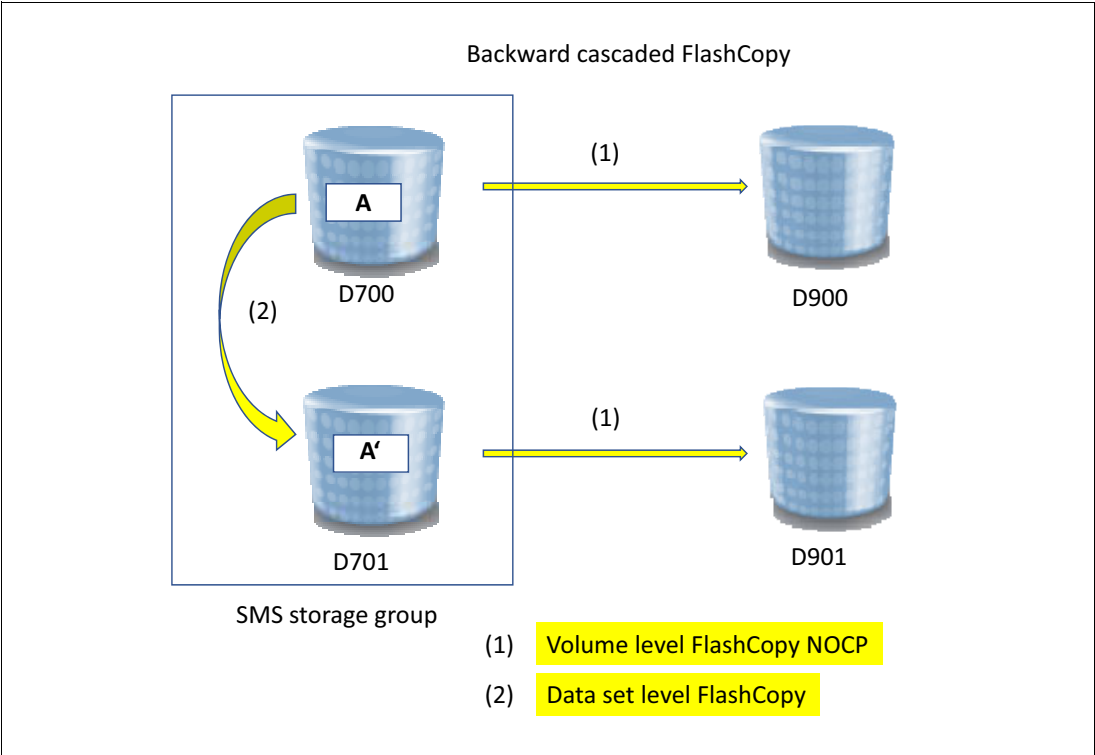 Backward cascaded FlashCopy
(1)
A
D700
D900
(2)
(1)
A‘
D701
D901
SMS storage group
(1) Volume level FlashCopy NOCP
(2) Data set level FlashCopy